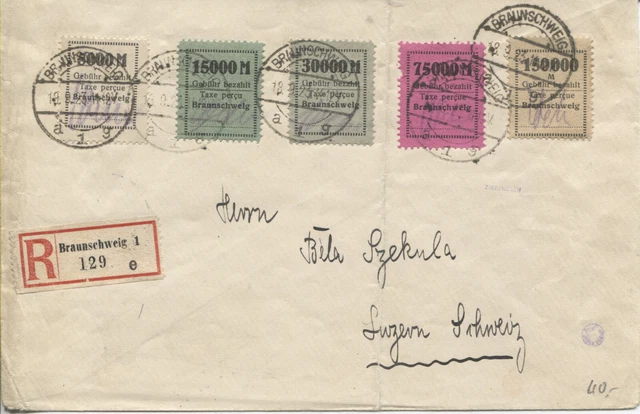 8000 M
Gebühr bezahlt
Taxe perçue
Braunschweig
15000 M
Gebühr bezahlt
Taxe perçue
Braunschweig
30000 M
Gebühr bezahlt
Taxe perçue
Braunschweig
75000 M
Gebühr bezahlt
Taxe perçue
Braunschweig
150000
M
Gebühr bezahlt
Taxe perçue
Braunschweig
BRAUNSCHWEIG
Herrn
R
Braunschweig 1
129 e
Béla Szekula
Luzern Schweiz
40,-